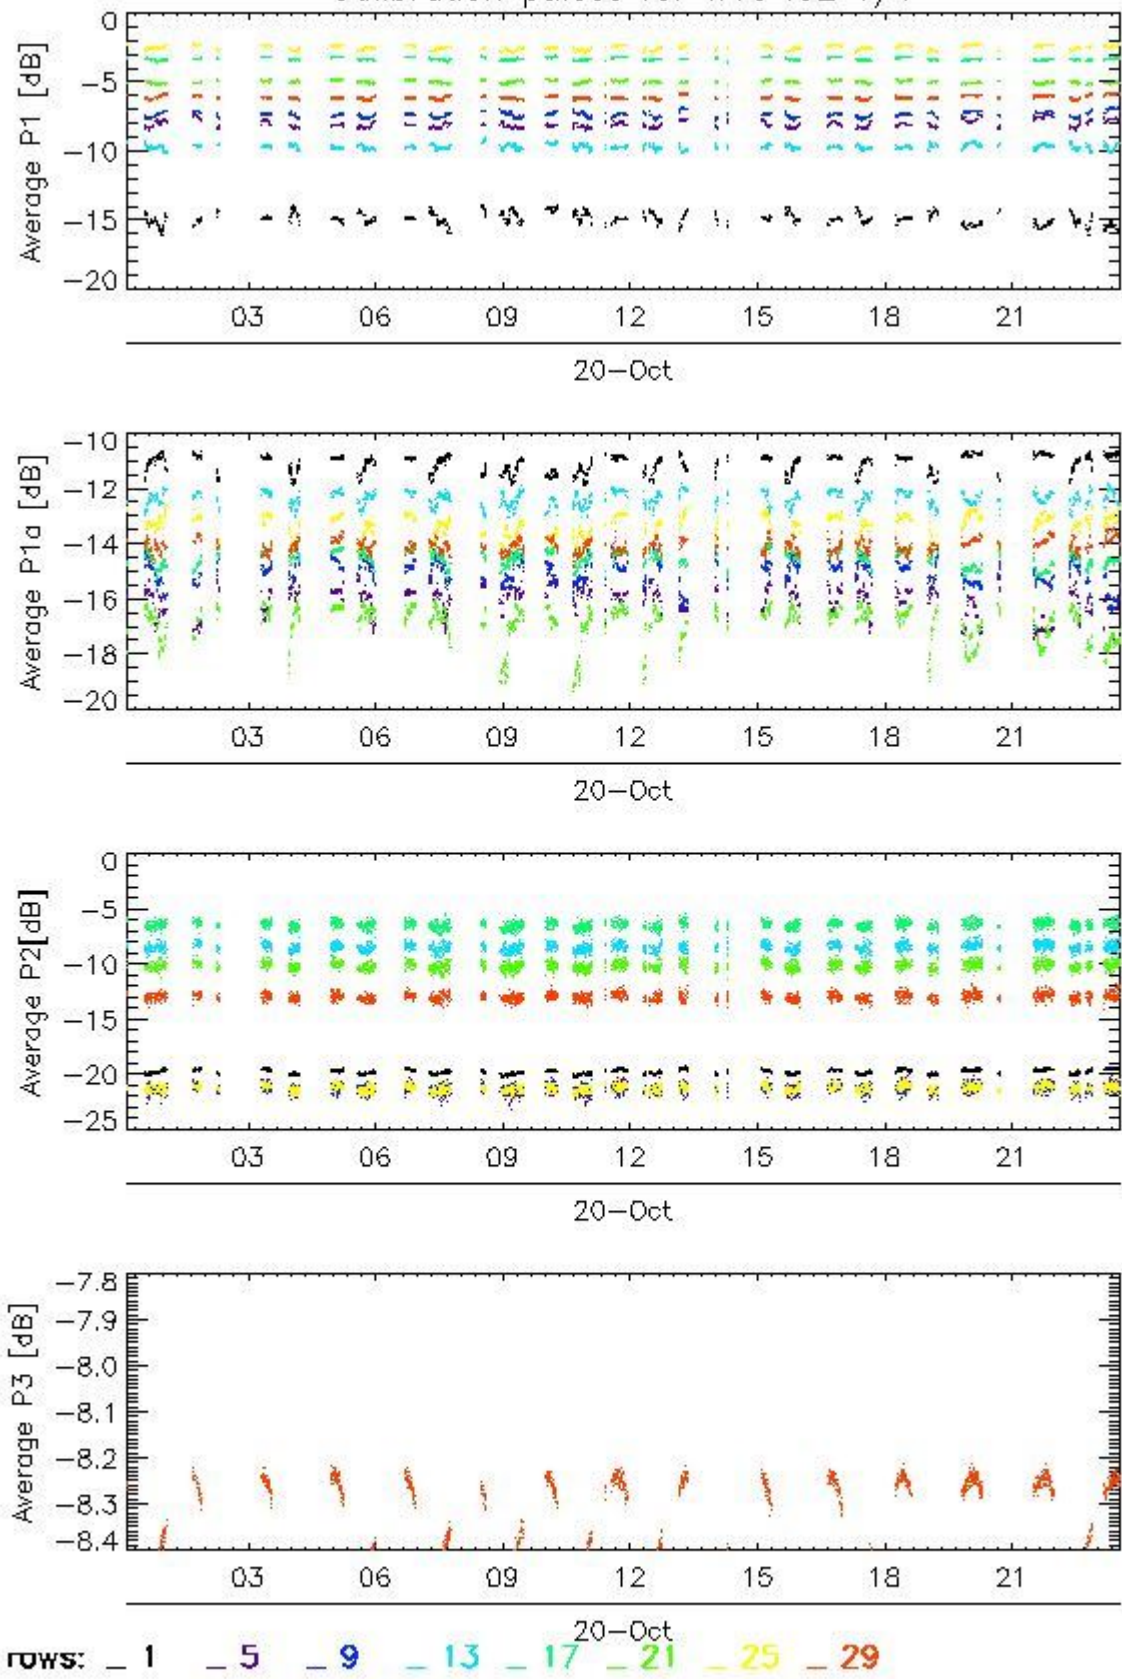 0
−5
−10
−15
−20
Average P1 [dB]
03 06 09 12 15 18 21
20−Oct
−10
−12
−14
−16
−18
−20
Average P1a [dB]
03 06 09 12 15 18 21
20−Oct
0
−5
−10
−15
−20
−25
Average P2[dB]
03 06 09 12 15 18 21
20−Oct
−7.8
−7.9
−8.0
−8.1
−8.2
−8.3
−8.4
Average P3 [dB]
03 06 09 12 15 18 21
20−Oct
rows: _ 1 _ 5 _ 9 _ 13 _ 17 _ 21 _ 25 _ 29